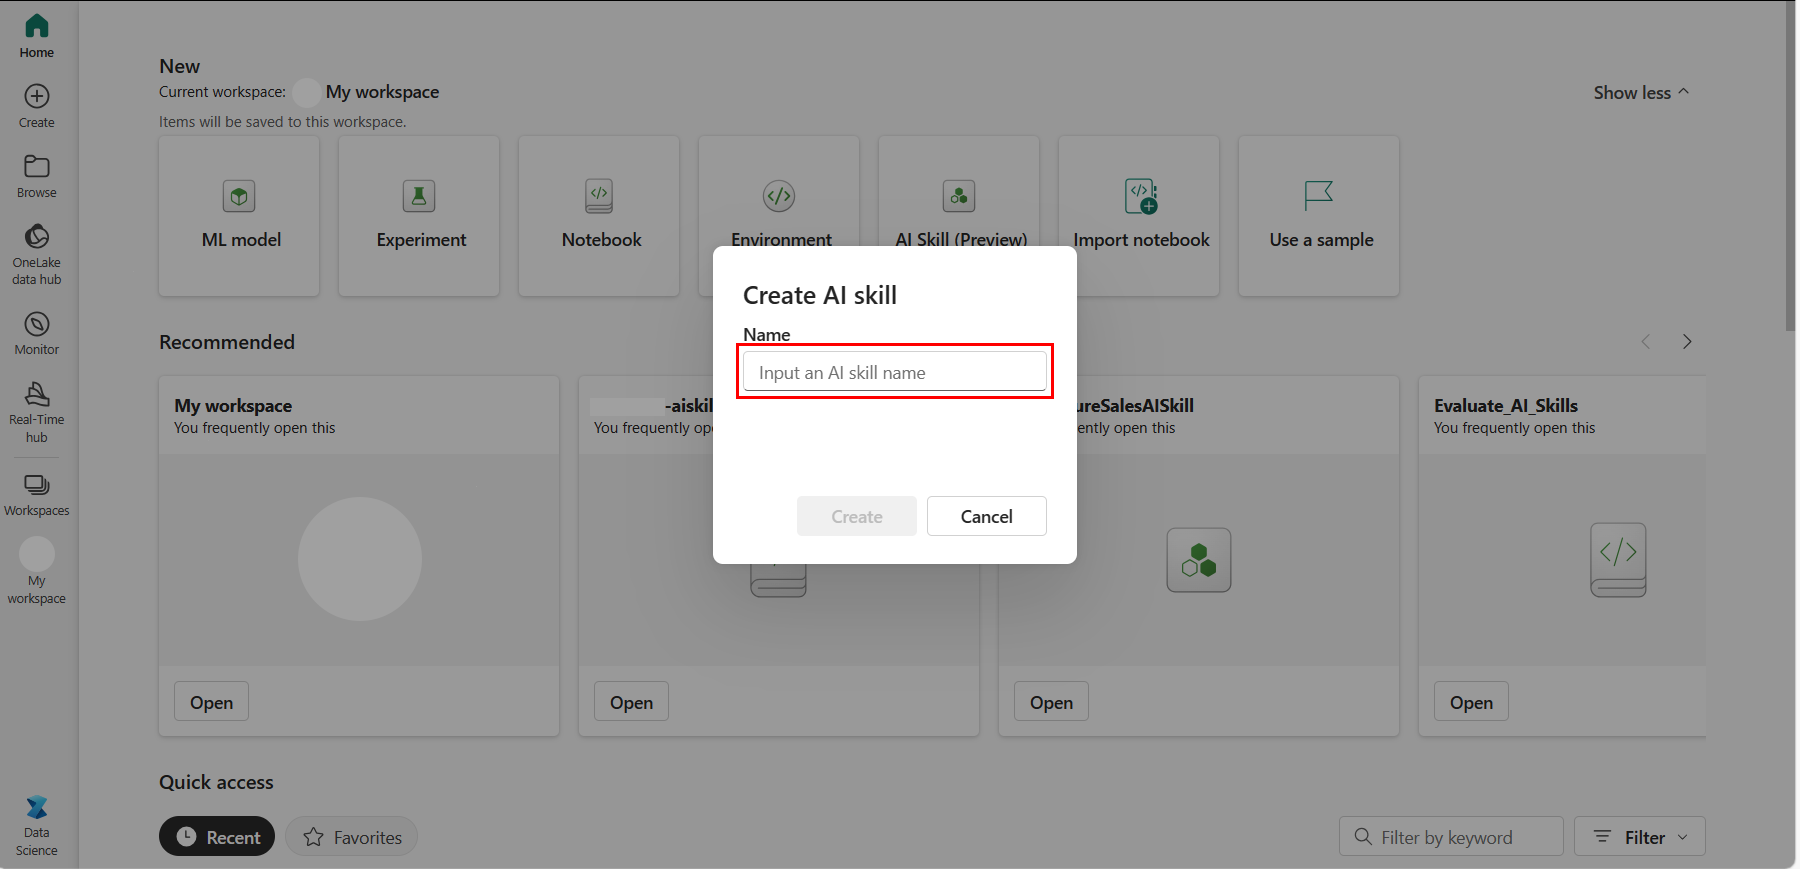 Home
Create
Browse
OneLake
data hub
Monitor
Real-Time
hub
Workspaces
My
workspace
Data
Science
New
Current workspace: My workspace
Items will be saved to this workspace.
Show less
ML model
Experiment
Notebook
Environment
AI Skill (Preview)
Import notebook
Use a sample
Create AI skill
Name
Input an AI skill name
Create
Cancel
Recommended
My workspace
You frequently open this
Open
-aiskil
You frequently op
Open
ureSalesAISkill
ently open this
Open
Evaluate_AI_Skills
You frequently open this
Open
Quick access
Recent
Favorites
Filter by keyword
Filter